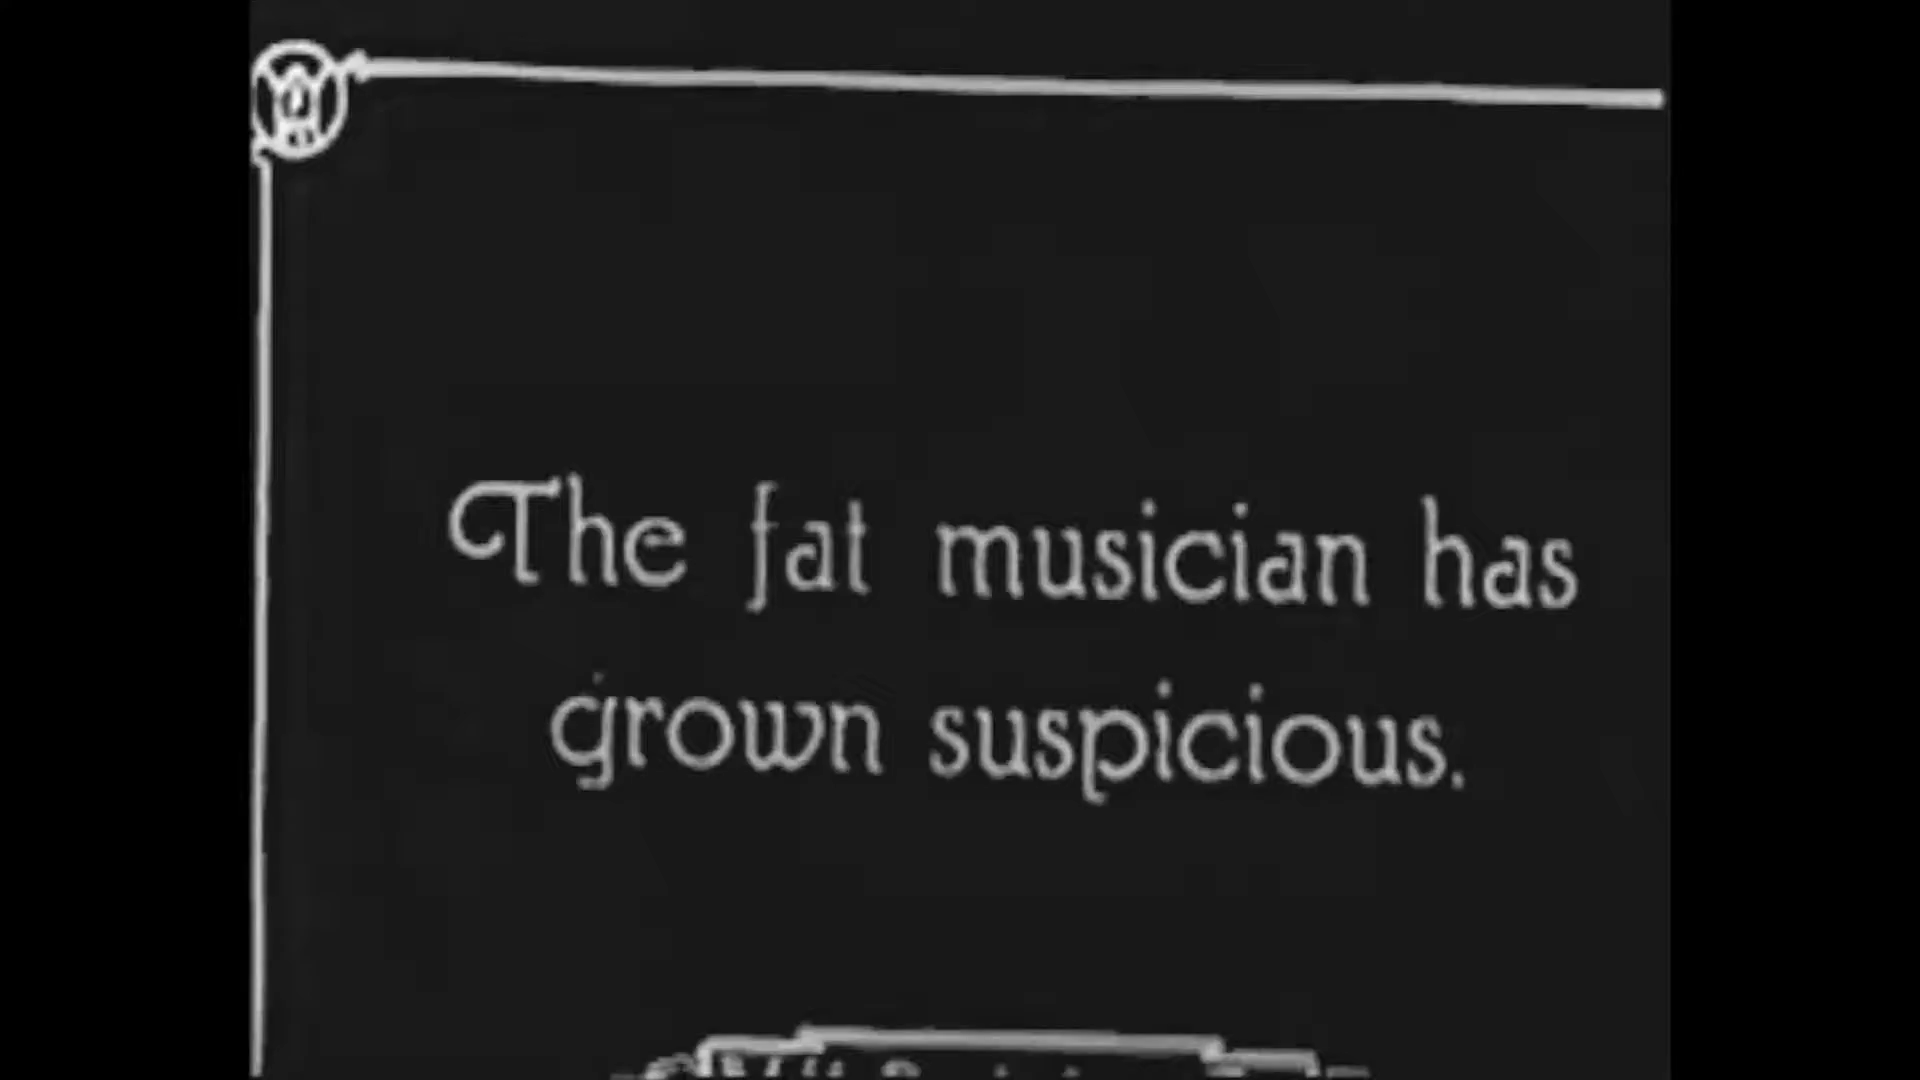 The fat musician has
grown suspicious.